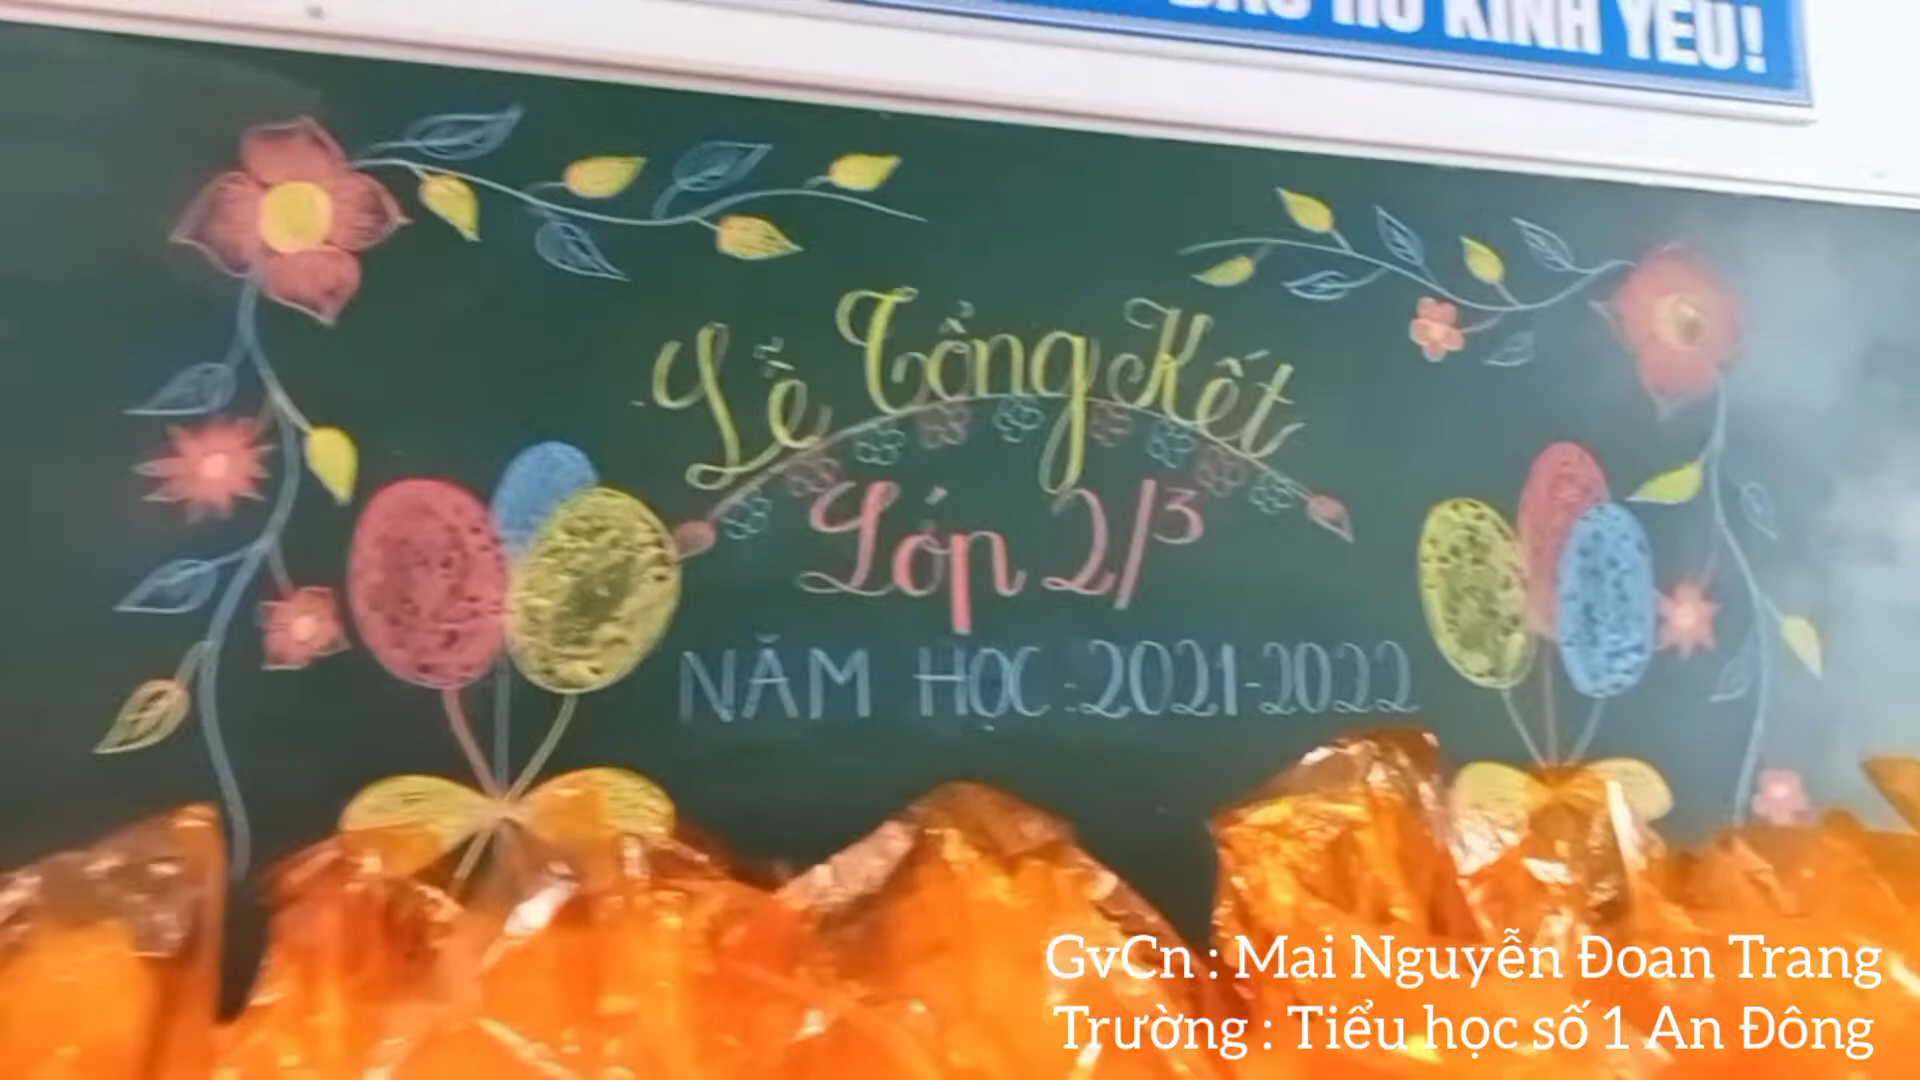 HỒ KÍNH YÊU!
Lễ Tổng Kết
Lớp 2/3
NĂM HỌC: 2021-2022
GvCn : Mai Nguyễn Đoan Trang
Trường : Tiểu học số 1 An Đông